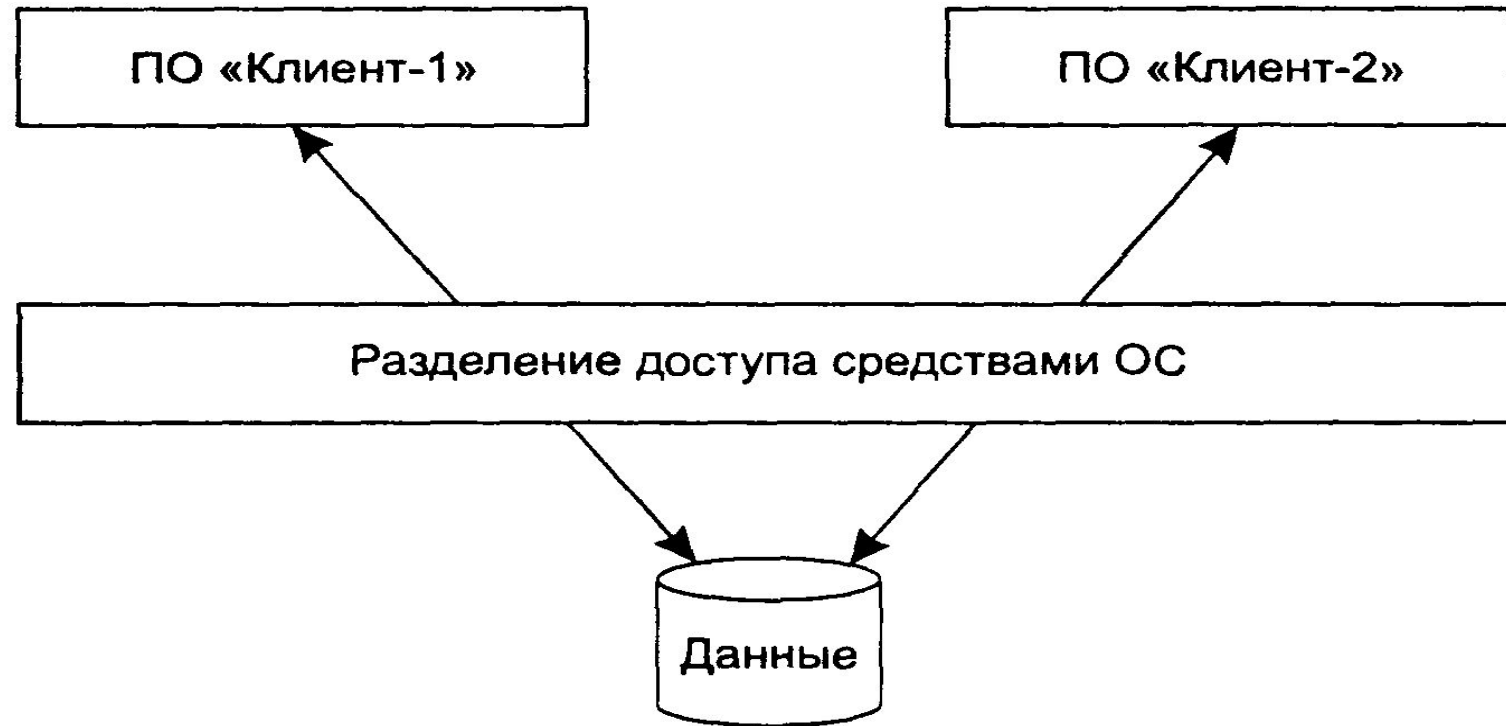 ПО «Клиент-1»
ПО «Клиент-2»
Разделение доступа средствами ОС
Данные